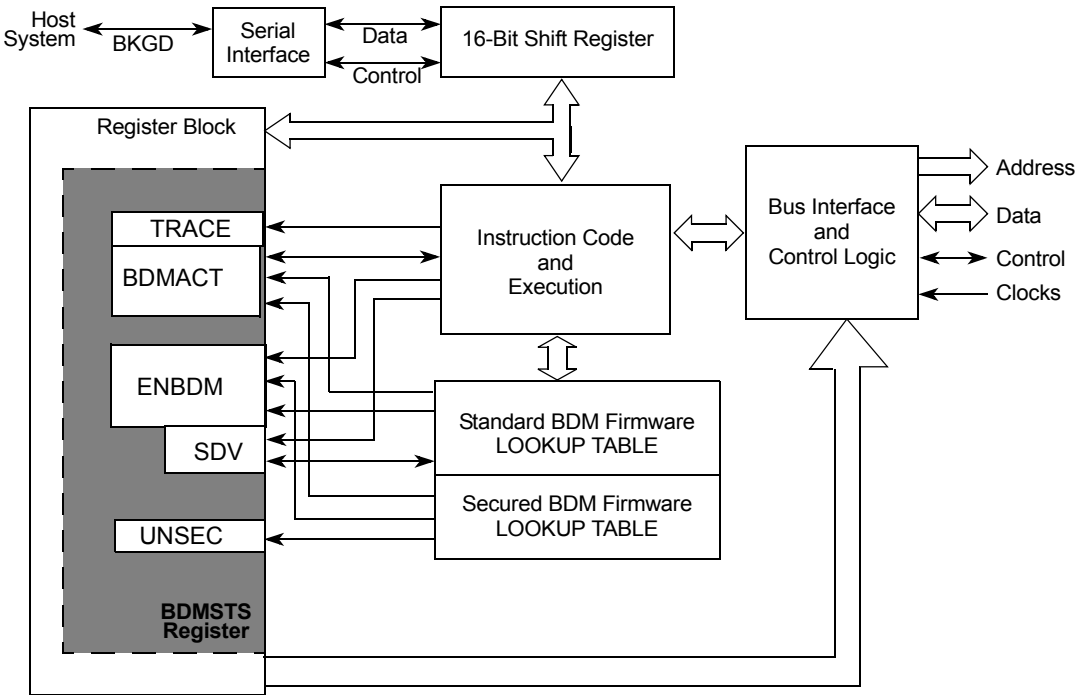 Host
System
BKGD
Serial
Interface
Data
Control
16-Bit Shift Register
Register Block
TRACE
BDMACT
ENBDM
SDV
UNSEC
BDMSTS
Register
Instruction Code
and
Execution
Standard BDM Firmware
LOOKUP TABLE
Secured BDM Firmware
LOOKUP TABLE
Bus Interface
and
Control Logic
Address
Data
Control
Clocks